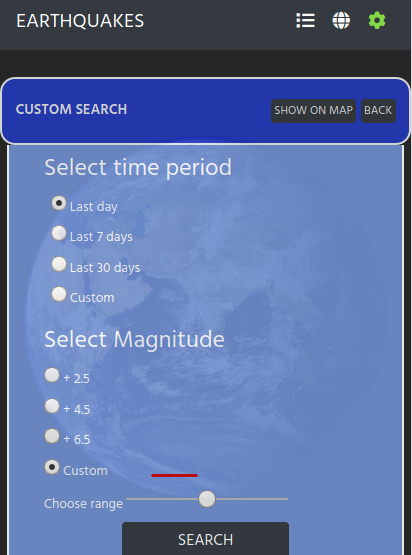 EARTHQUAKES
CUSTOM SEARCH
SHOW ON MAP BACK
Select time period
Last day
Last 7 days
Last 30 days
Custom
Select Magnitude
+ 2.5
+ 4.5
+ 6.5
Custom
Choose range
SEARCH